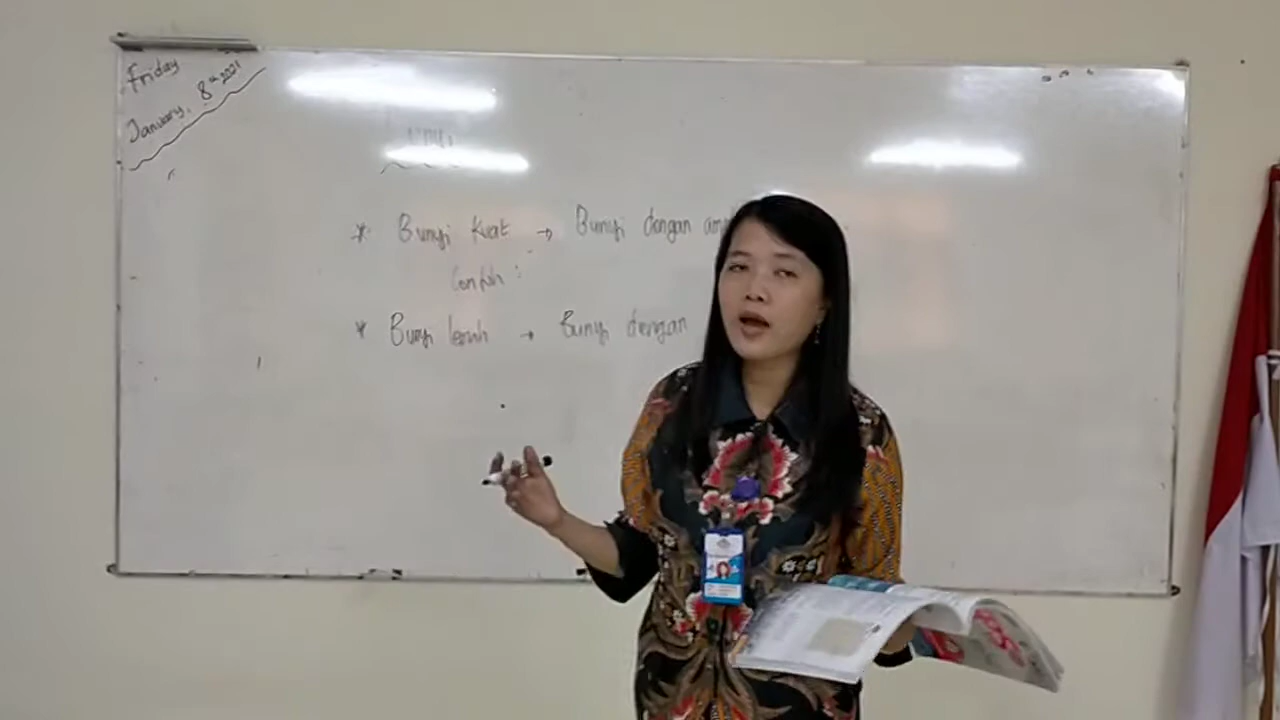 Friday
January, 8th 2021
* Bunyi Kuat → Bunyi dengan
Contoh :
* Bunyi lemah → Bunyi dengan